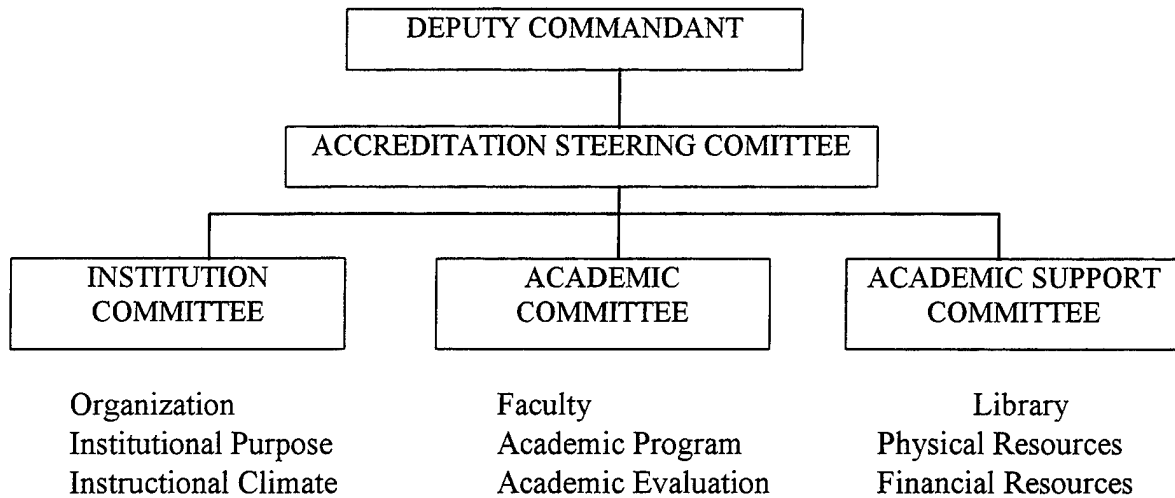 DEPUTY COMMANDANT
ACCREDITATION STEERING COMITTEE
INSTITUTION
COMMITTEE
ACADEMIC
COMMITTEE
ACADEMIC SUPPORT
COMMITTEE
Organization
Institutional Purpose
Instructional Climate
Faculty
Academic Program
Academic Evaluation
Library
Physical Resources
Financial Resources